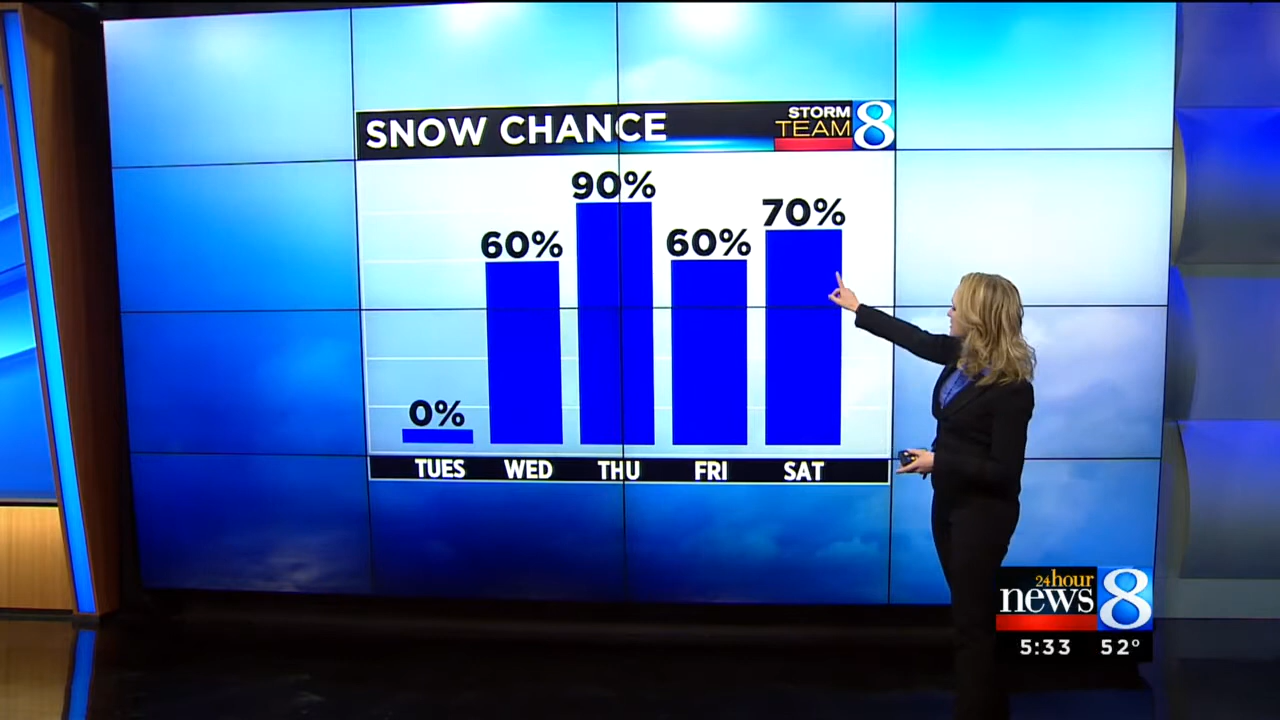 SNOW CHANCE
STORM
TEAM 8
90%
70%
60%
60%
0%
TUES WED THU FRI SAT
24hour
news 8
5:33 52°